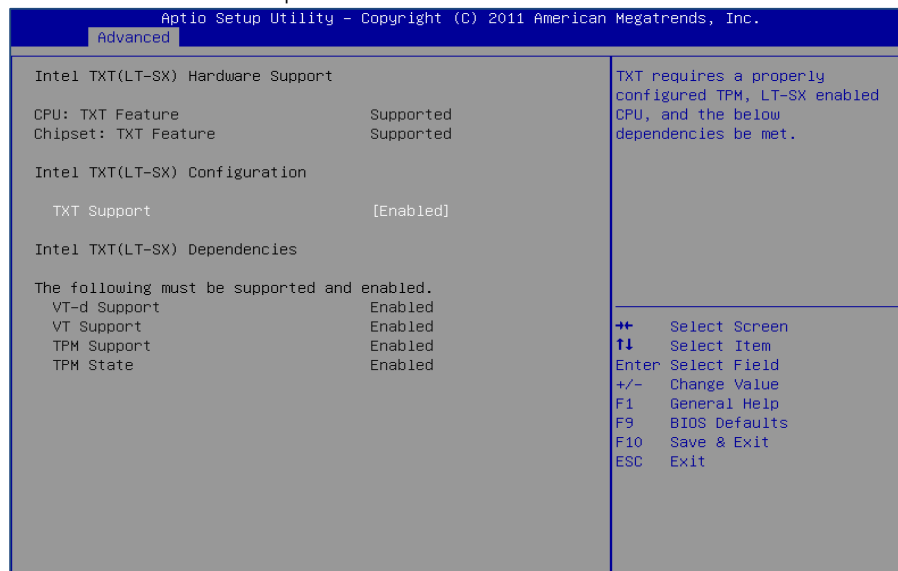 Aptio Setup Utility – Copyright (C) 2011 American Megatrends, Inc.
Advanced
Intel TXT(LT-SX) Hardware Support
CPU: TXT Feature Supported
Chipset: TXT Feature Supported
Intel TXT(LT-SX) Configuration
TXT Support [Enabled]
Intel TXT(LT-SX) Dependencies
The following must be supported and enabled.
VT-d Support Enabled
VT Support Enabled
TPM Support Enabled
TPM State Enabled
TXT requires a properly
configured TPM, LT-SX enabled
CPU, and the below
dependencies be met.
→← Select Screen
↑↓ Select Item
Enter Select Field
+/- Change Value
F1 General Help
F9 BIOS Defaults
F10 Save & Exit
ESC Exit